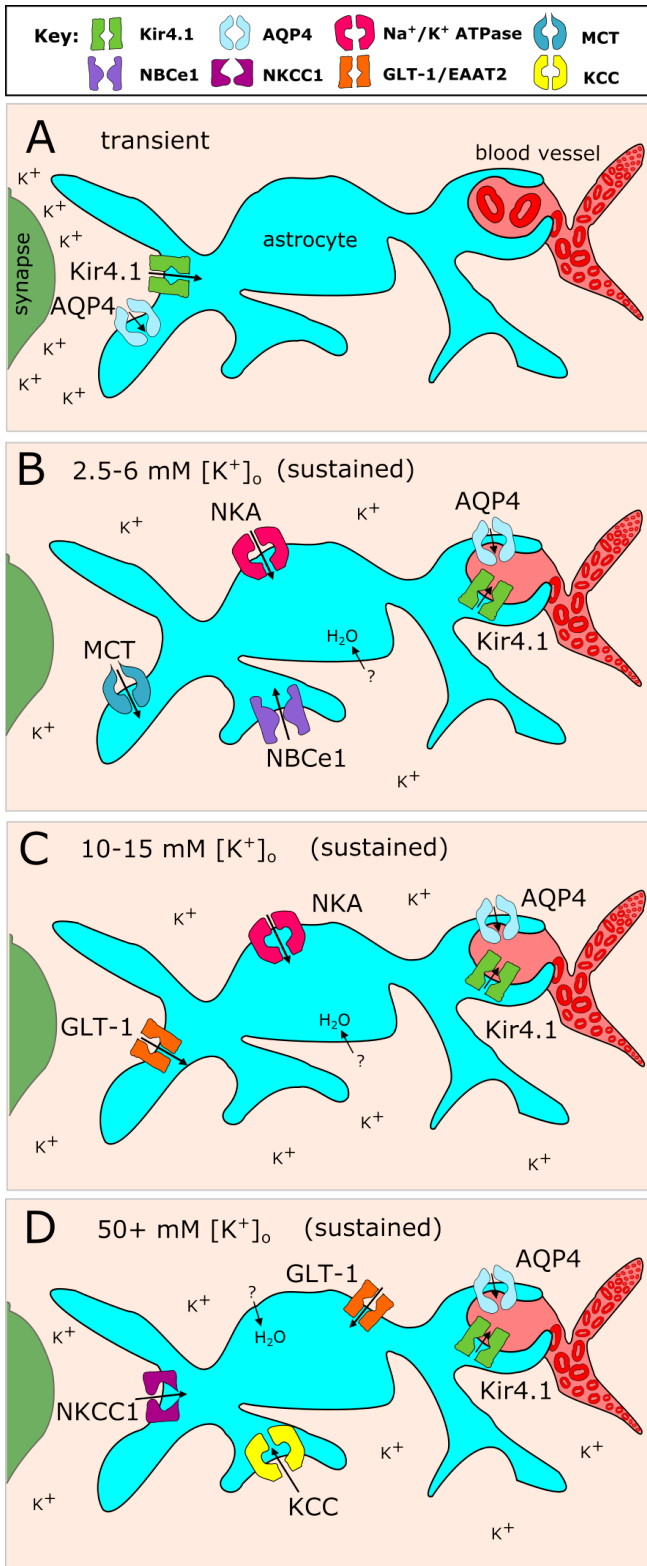 Key: Kir4.1 AQP4 Na⁺/K⁺ ATPase MCT
NBCe1 NKCC1 GLT-1/EAAT2 KCC
A transient
blood vessel
K⁺
K⁺
K⁺
K⁺
astrocyte
synapse
Kir4.1
AQP4
K⁺
K⁺
K⁺
B 2.5-6 mM [K⁺]ₒ (sustained)
K⁺ NKA K⁺ AQP4
H₂O Kir4.1
MCT ?
K⁺ NBCe1
K⁺
C 10-15 mM [K⁺]ₒ (sustained)
K⁺ NKA K⁺ AQP4
GLT-1 H₂O Kir4.1
?
K⁺ K⁺
K⁺ K⁺
D 50+ mM [K⁺]ₒ (sustained)
GLT-1 AQP4
K⁺ ?
K⁺ H₂O
Kir4.1
NKCC1
K⁺ K⁺
KCC
K⁺
K⁺